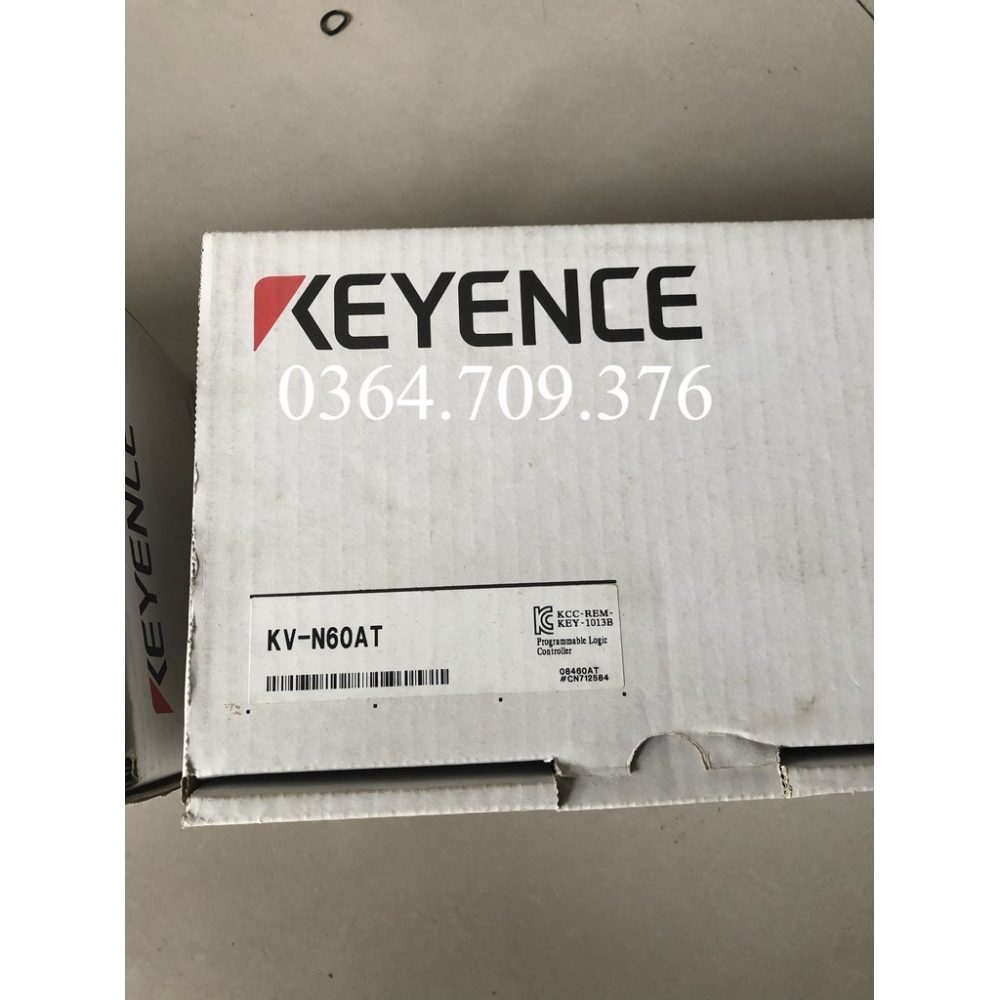 KEYENCE
0364.709.376
KEYENCE
KV-N60AT
KCC-REM-
KEY-1013B
Programmable Logic
Controller
08460AT
#CN712584